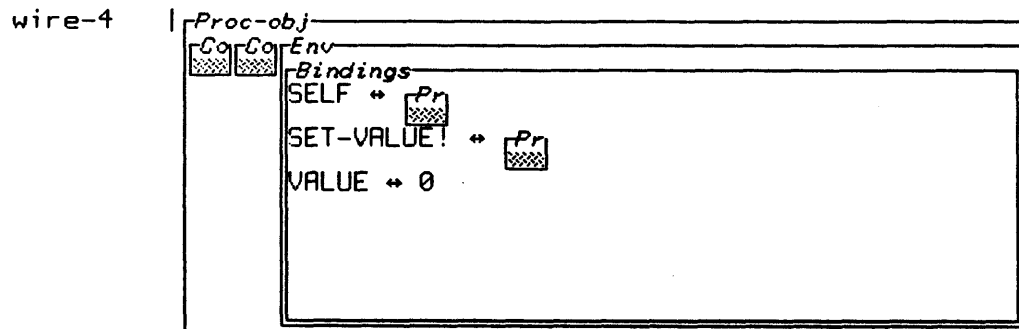 wire-4 Proc-obj
Co Co Env
Bindings
SELF ↔ Pr
SET-VALUE! ↔ Pr
VALUE ↔ 0